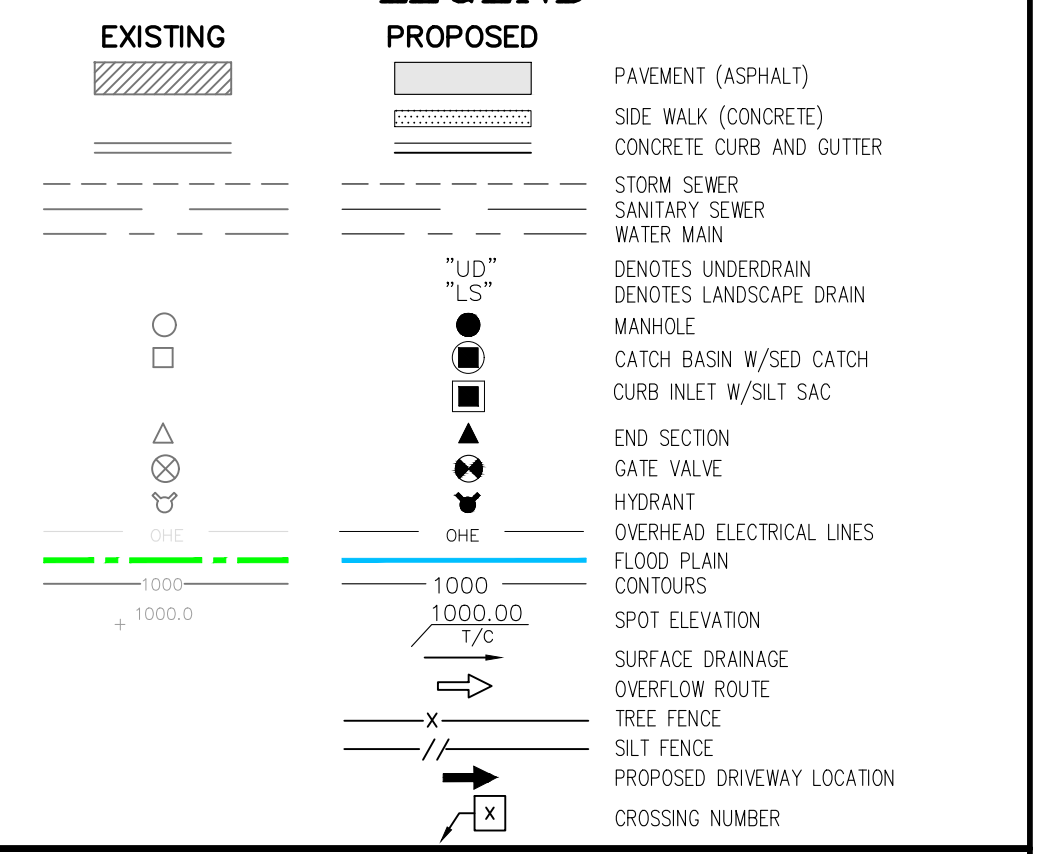 LEGEND
EXISTING PROPOSED
PAVEMENT (ASPHALT)
SIDE WALK (CONCRETE)
CONCRETE CURB AND GUTTER
STORM SEWER
SANITARY SEWER
WATER MAIN
"UD" DENOTES UNDERDRAIN
"LS" DENOTES LANDSCAPE DRAIN
MANHOLE
CATCH BASIN W/SED CATCH
CURB INLET W/SILT SAC
END SECTION
GATE VALVE
HYDRANT
OHE OHE OVERHEAD ELECTRICAL LINES
FLOOD PLAIN
1000 1000 CONTOURS
1000.0 1000.00 SPOT ELEVATION
T/C
SURFACE DRAINAGE
OVERFLOW ROUTE
X TREE FENCE
// SILT FENCE
PROPOSED DRIVEWAY LOCATION
X CROSSING NUMBER